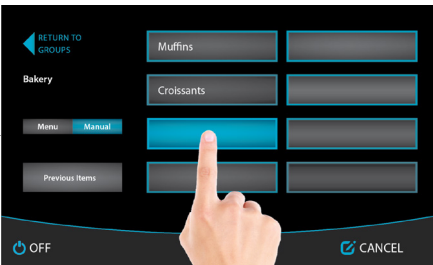 RETURN TO
GROUPS
Bakery
Menu Manual
Previous Items
Muffins
Croissants
OFF
CANCEL